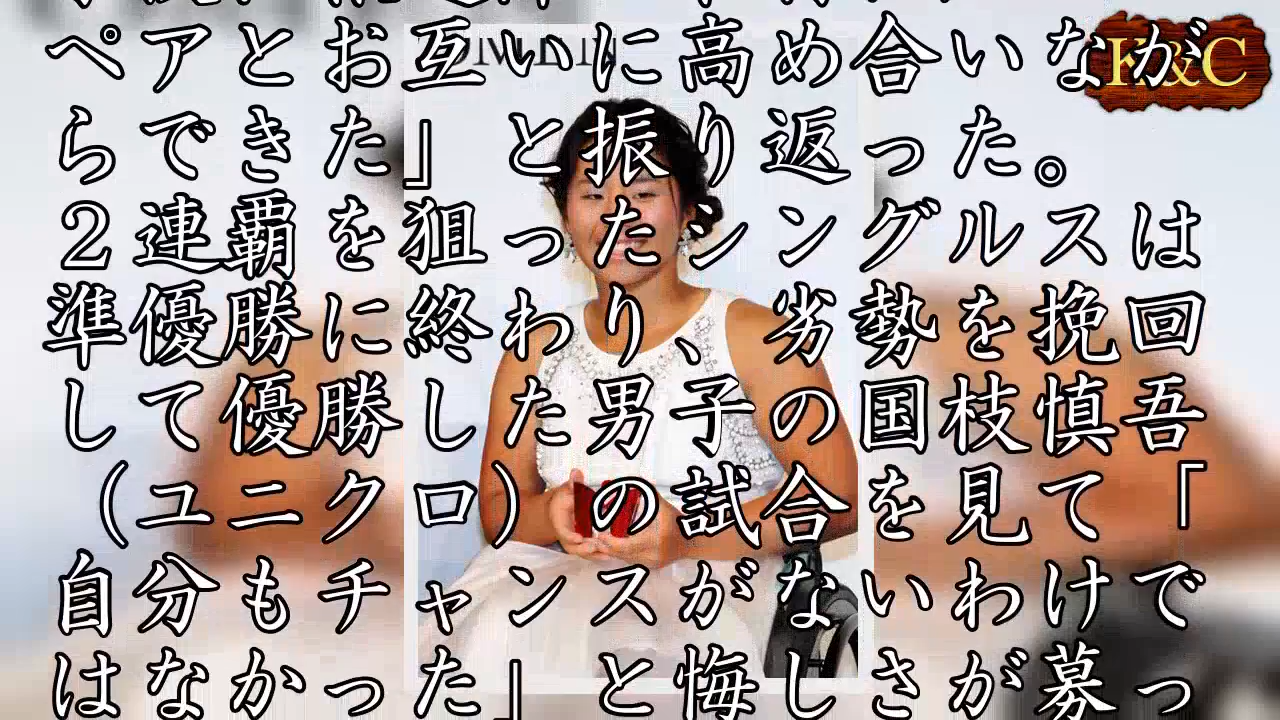 ペアとお互いに高め合いなが
らできた」と振り返った。
２連覇を狙ったシングルスは
準優勝に終わり、劣勢を挽回
して優勝した男子の国枝慎吾
（ユニクロ）の試合を見て「
自分もチャンスがないわけで
はなかった」と悔しさが募っ
K&C